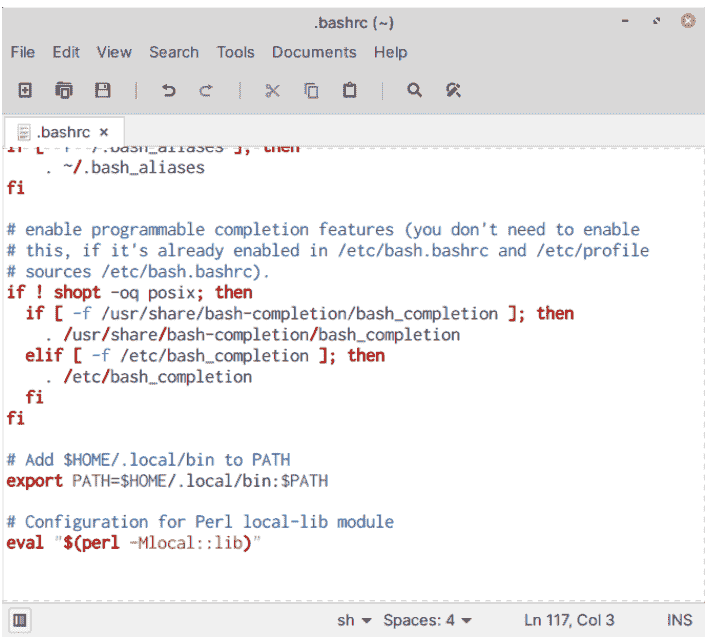 .bashrc (~)
File Edit View Search Tools Documents Help
.bashrc ×
if [ -f ~/.bash_aliases ]; then
    . ~/.bash_aliases
fi
# enable programmable completion features (you don't need to enable
# this, if it's already enabled in /etc/bash.bashrc and /etc/profile
# sources /etc/bash.bashrc).
if ! shopt -oq posix; then
  if [ -f /usr/share/bash-completion/bash_completion ]; then
    . /usr/share/bash-completion/bash_completion
  elif [ -f /etc/bash_completion ]; then
    . /etc/bash_completion
  fi
fi
# Add $HOME/.local/bin to PATH
export PATH=$HOME/.local/bin:$PATH
# Configuration for Perl local-lib module
eval "$(perl -Mlocal::lib)"
sh Spaces: 4 Ln 117, Col 3 INS